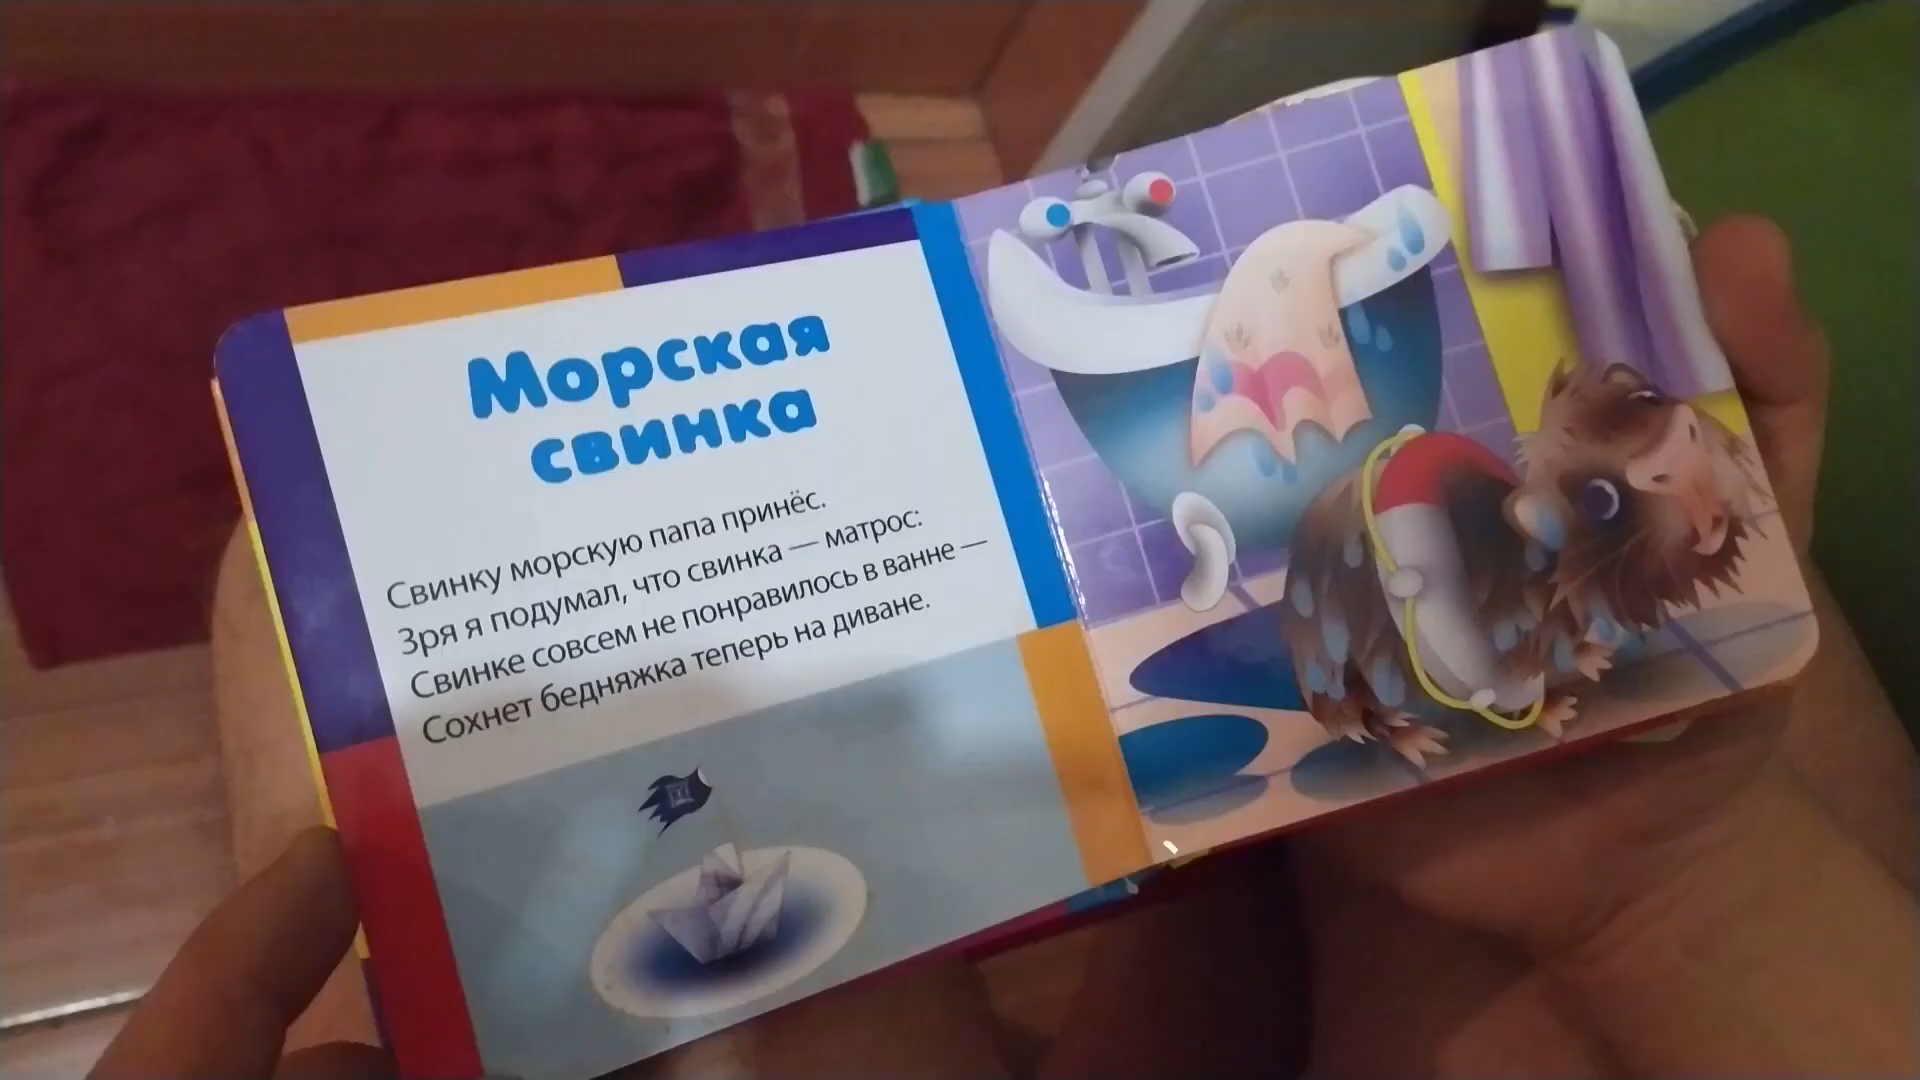 Морская
свинка
Свинку морскую папа принёс.
Зря я подумал, что свинка — матрос:
Свинке совсем не понравилось в ванне —
Сохнет бедняжка теперь на диване.